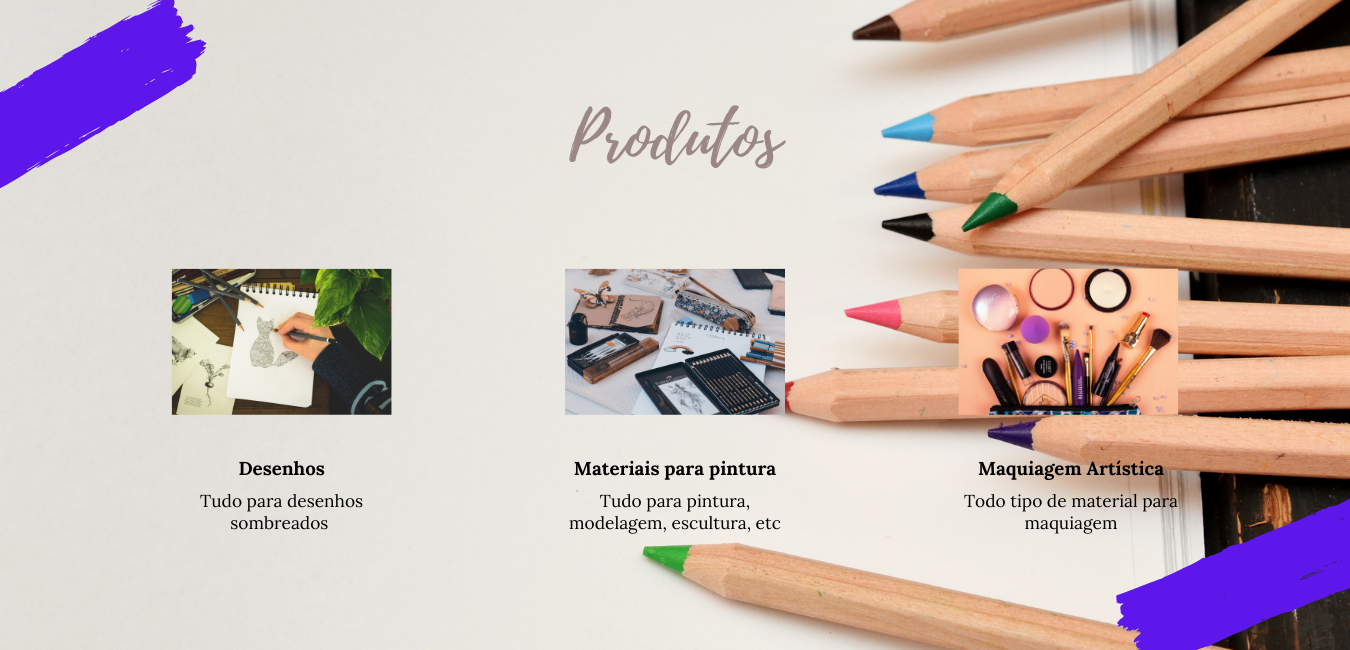 Produtos
Desenhos
Tudo para desenhos
sombreados
Materiais para pintura
Tudo para pintura,
modelagem, escultura, etc
Maquiagem Artística
Todo tipo de material para
maquiagem